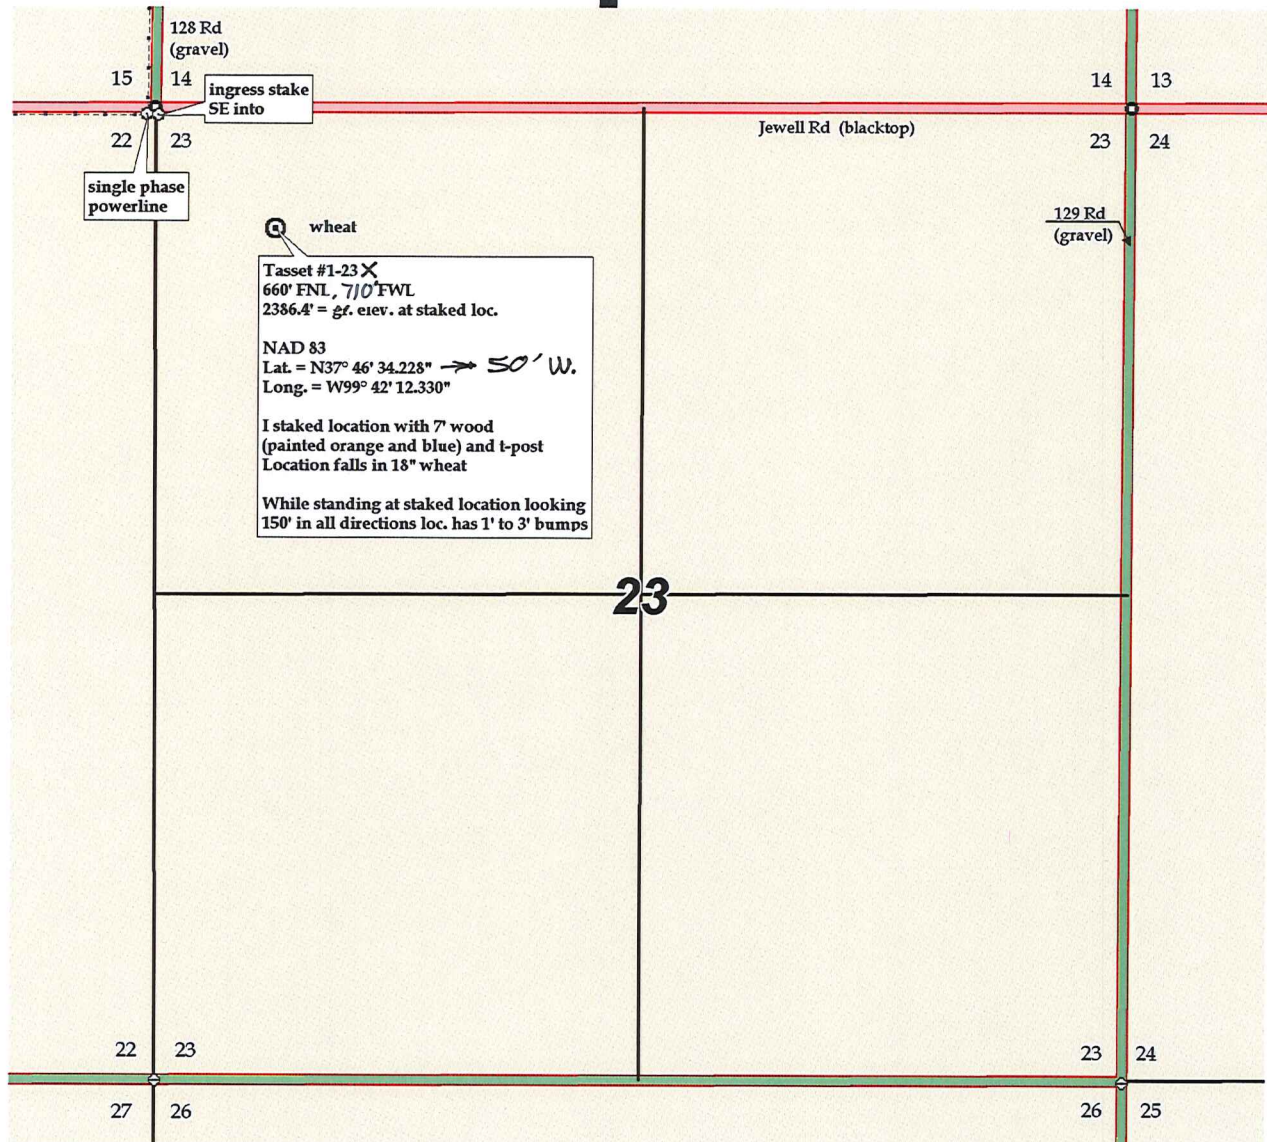 128 Rd
(gravel)
15 14
14 13
ingress stake
SE into
Jewell Rd (blacktop)
22 23
23 24
single phase
powerline
129 Rd
(gravel)
wheat
Tasset #1-23 X
660' FNL, 710' FWL
2386.4' = gr. elev. at staked loc.
NAD 83
Lat. = N37° 46' 34.228" → 50' W.
Long. = W99° 42' 12.330"
I staked location with 7' wood
(painted orange and blue) and t-post
Location falls in 18" wheat
While standing at staked location looking
150' in all directions loc. has 1' to 3' bumps
23
22 23
23 24
27 26
26 25